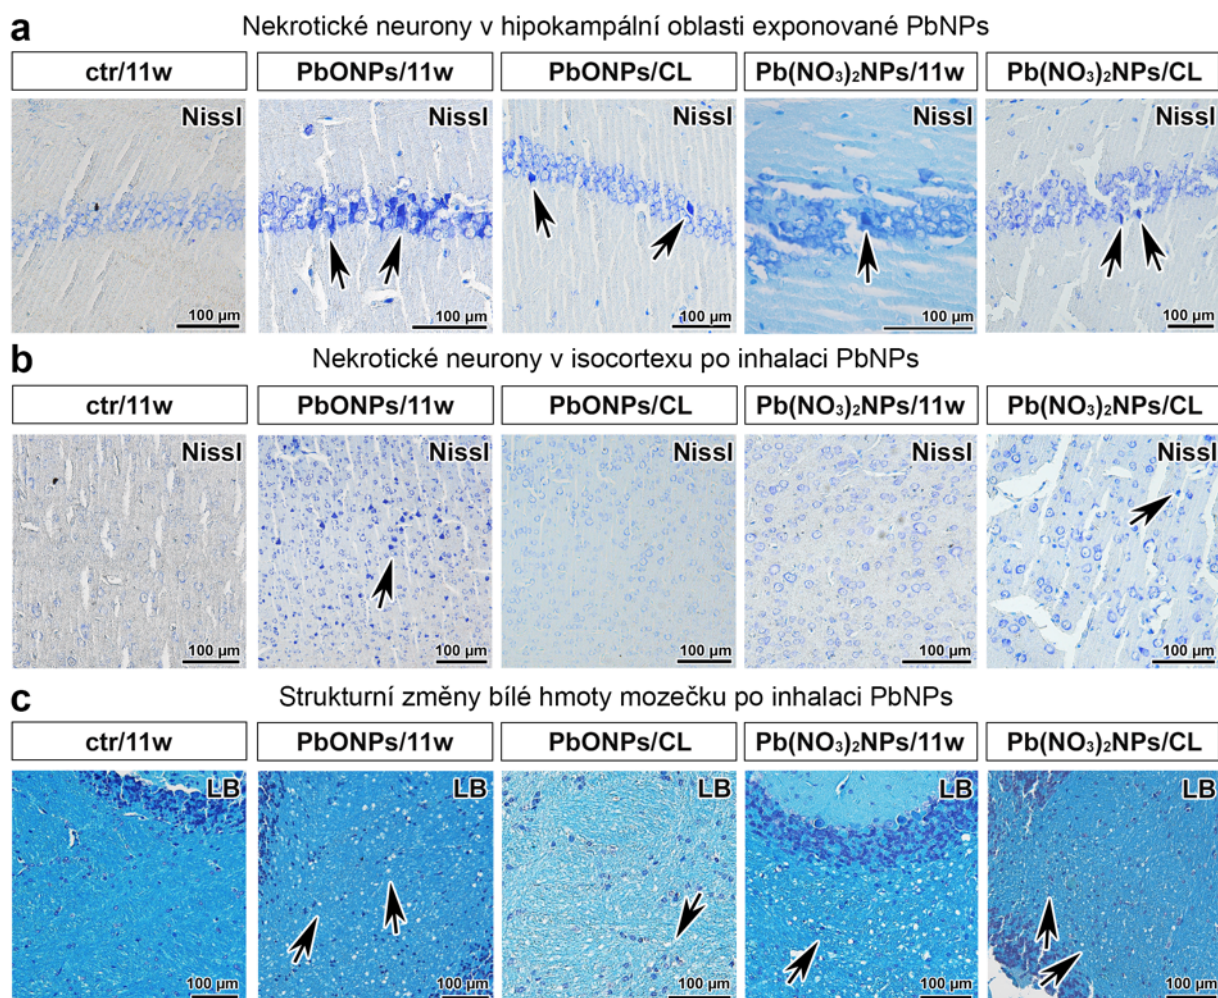 a Nekrotické neurony v hipokampální oblasti exponované PbNPs
ctr/11w PbONPs/11w PbONPs/CL Pb(NO₃)₂NPs/11w Pb(NO₃)₂NPs/CL
Nissl Nissl Nissl Nissl Nissl
100 µm 100 µm 100 µm 100 µm 100 µm
b Nekrotické neurony v isocortexu po inhalaci PbNPs
ctr/11w PbONPs/11w PbONPs/CL Pb(NO₃)₂NPs/11w Pb(NO₃)₂NPs/CL
Nissl Nissl Nissl Nissl Nissl
100 µm 100 µm 100 µm 100 µm 100 µm
c Strukturní změny bílé hmoty mozečku po inhalaci PbNPs
ctr/11w PbONPs/11w PbONPs/CL Pb(NO₃)₂NPs/11w Pb(NO₃)₂NPs/CL
LB LB LB LB LB
100 µm 100 µm 100 µm 100 µm 100 µm